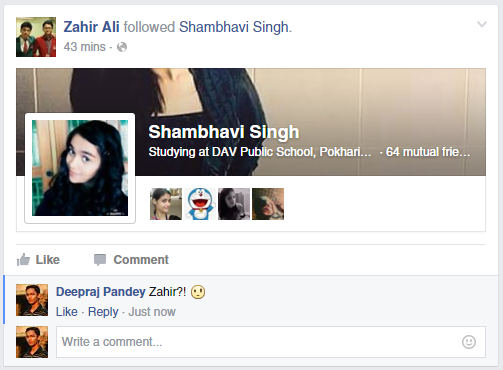 Zahir Ali followed Shambhavi Singh.
43 mins ·
Shambhavi Singh
Studying at DAV Public School, Pokhari... · 64 mutual frie...
Like Comment
Deepraj Pandey Zahir?!
Like · Reply · Just now
Write a comment...